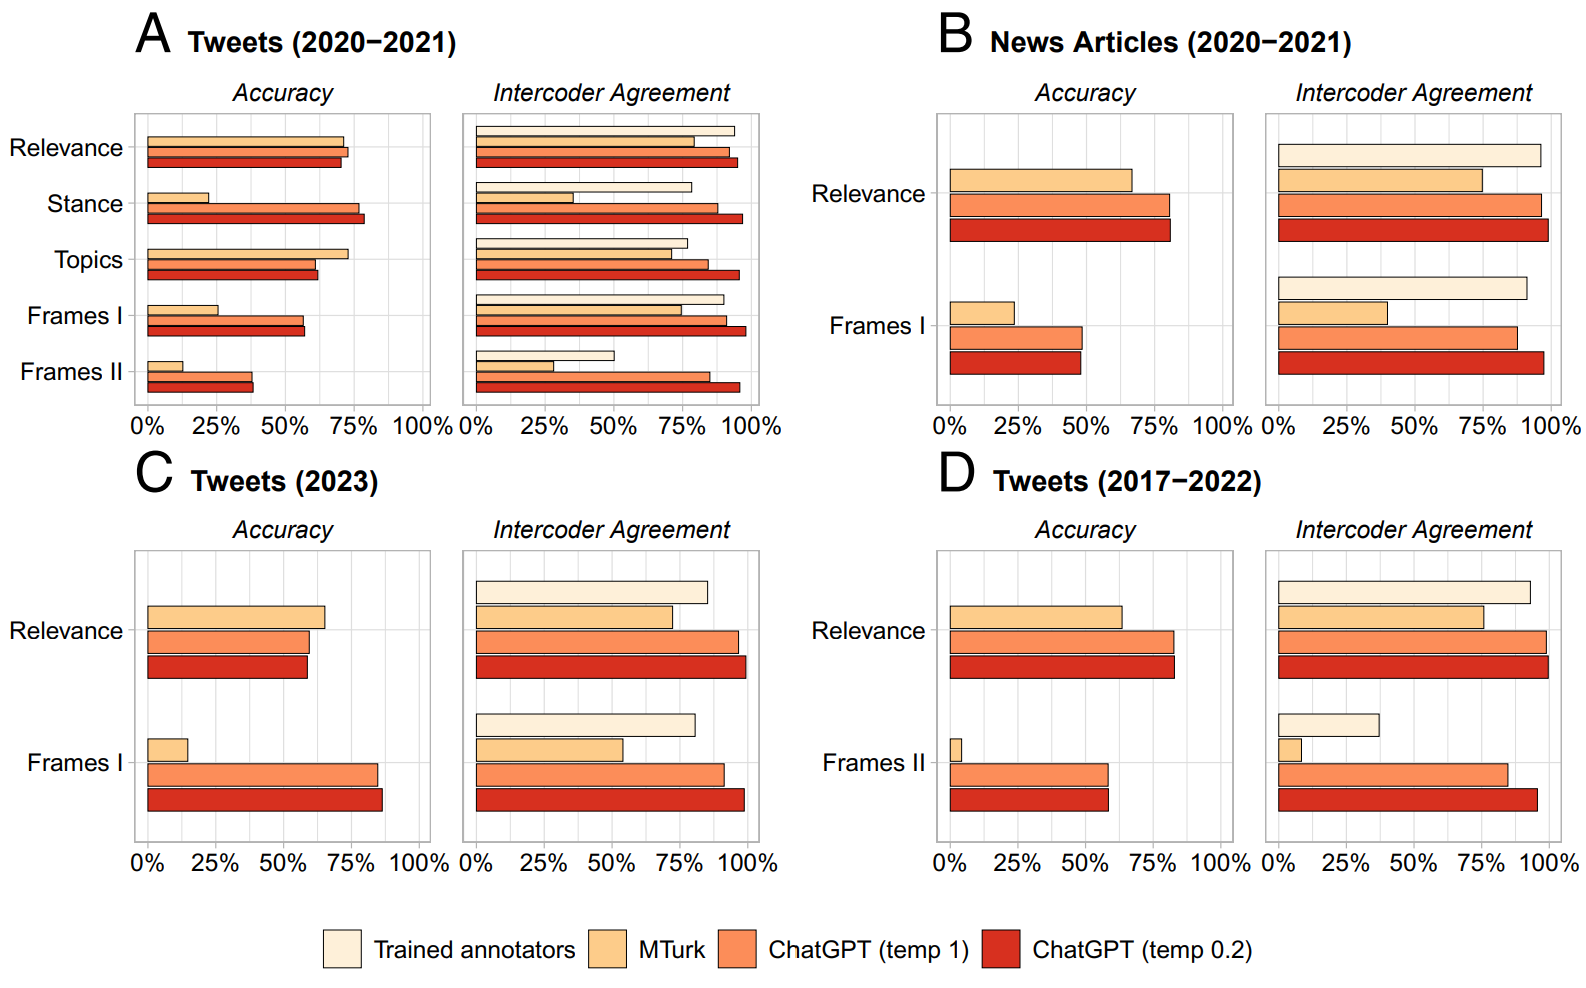 A Tweets (2020−2021)
Accuracy
Intercoder Agreement
Relevance
Stance
Topics
Frames I
Frames II
0% 25% 50% 75% 100%
0% 25% 50% 75% 100%
B News Articles (2020−2021)
Accuracy
Intercoder Agreement
Relevance
Frames I
0% 25% 50% 75% 100%
0% 25% 50% 75% 100%
C Tweets (2023)
Accuracy
Intercoder Agreement
Relevance
Frames I
0% 25% 50% 75% 100%
0% 25% 50% 75% 100%
D Tweets (2017−2022)
Accuracy
Intercoder Agreement
Relevance
Frames II
0% 25% 50% 75% 100%
0% 25% 50% 75% 100%
Trained annotators MTurk ChatGPT (temp 1) ChatGPT (temp 0.2)